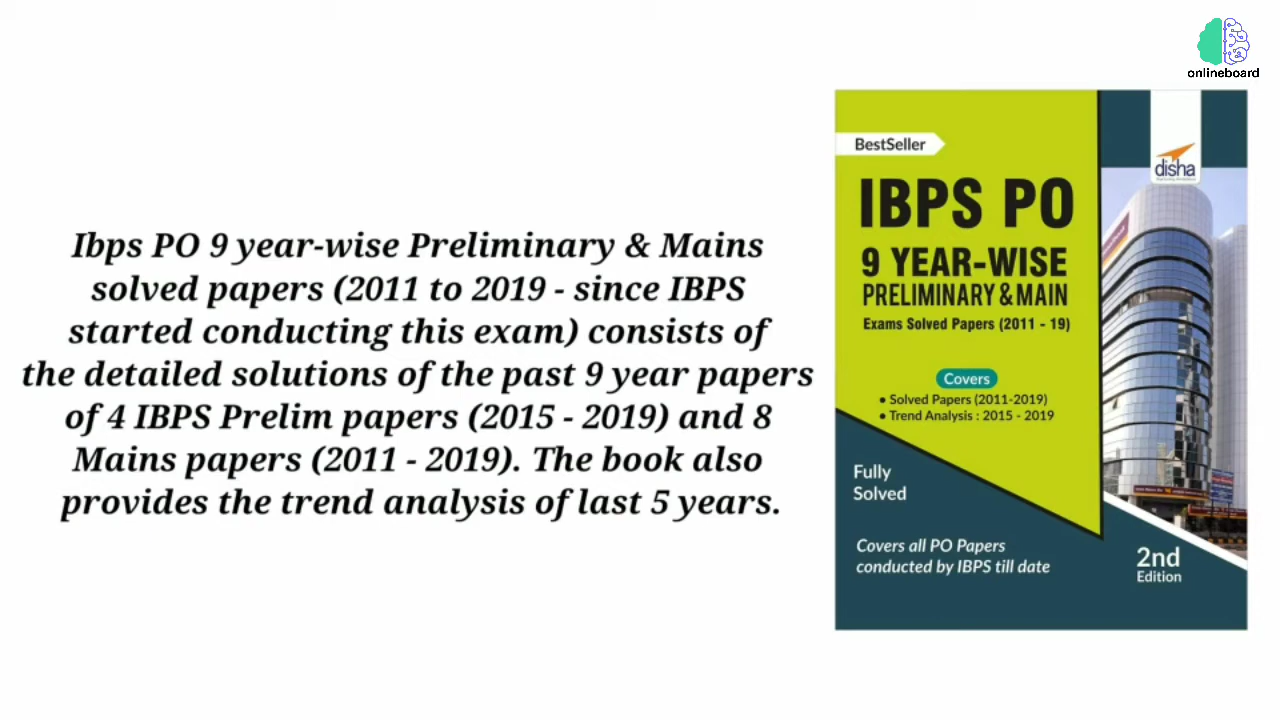 onlineboard
Ibps PO 9 year-wise Preliminary & Mains
solved papers (2011 to 2019 - since IBPS
started conducting this exam) consists of
the detailed solutions of the past 9 year papers
of 4 IBPS Prelim papers (2015 - 2019) and 8
Mains papers (2011 - 2019). The book also
provides the trend analysis of last 5 years.
BestSeller
disha
IBPS PO
9 YEAR-WISE
PRELIMINARY & MAIN
Exams Solved Papers (2011 - 19)
Covers
• Solved Papers (2011-2019)
• Trend Analysis : 2015 - 2019
Fully
Solved
Covers all PO Papers
conducted by IBPS till date
2nd
Edition